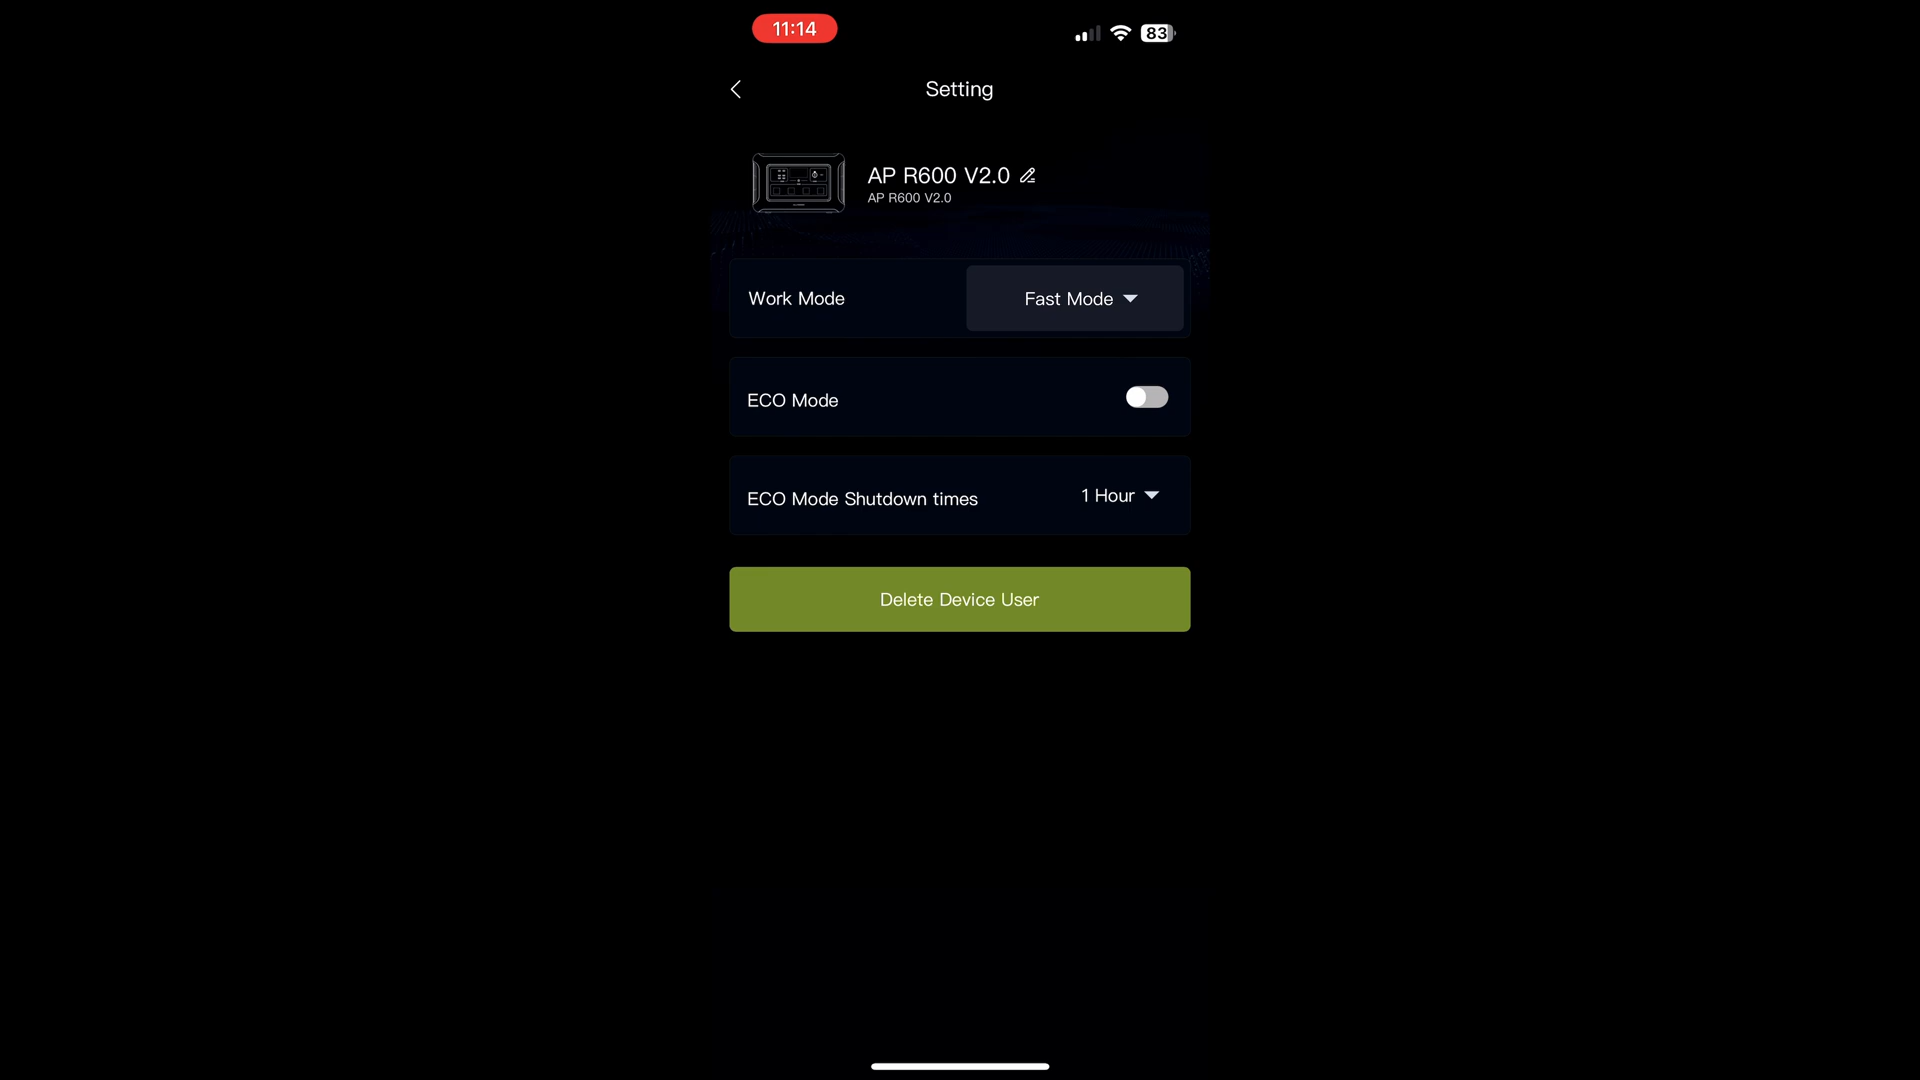 11:14
83
Setting
AP R600 V2.0
AP R600 V2.0
Work Mode
Fast Mode
ECO Mode
ECO Mode Shutdown times
1 Hour
Delete Device User